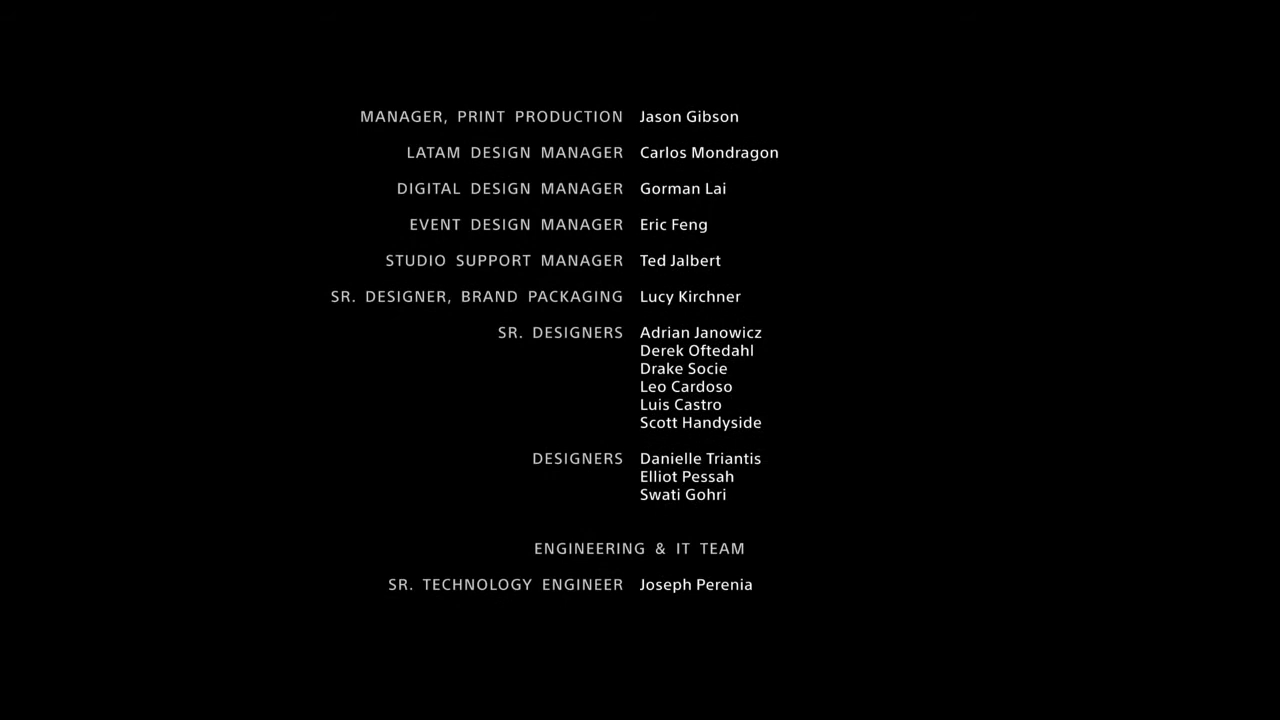 MANAGER, PRINT PRODUCTION Jason Gibson
LATAM DESIGN MANAGER Carlos Mondragon
DIGITAL DESIGN MANAGER Gorman Lai
EVENT DESIGN MANAGER Eric Feng
STUDIO SUPPORT MANAGER Ted Jalbert
SR. DESIGNER, BRAND PACKAGING Lucy Kirchner
SR. DESIGNERS Adrian Janowicz
Derek Oftedahl
Drake Socie
Leo Cardoso
Luis Castro
Scott Handyside
DESIGNERS Danielle Triantis
Elliot Pessah
Swati Gohri
ENGINEERING & IT TEAM
SR. TECHNOLOGY ENGINEER Joseph Perenia